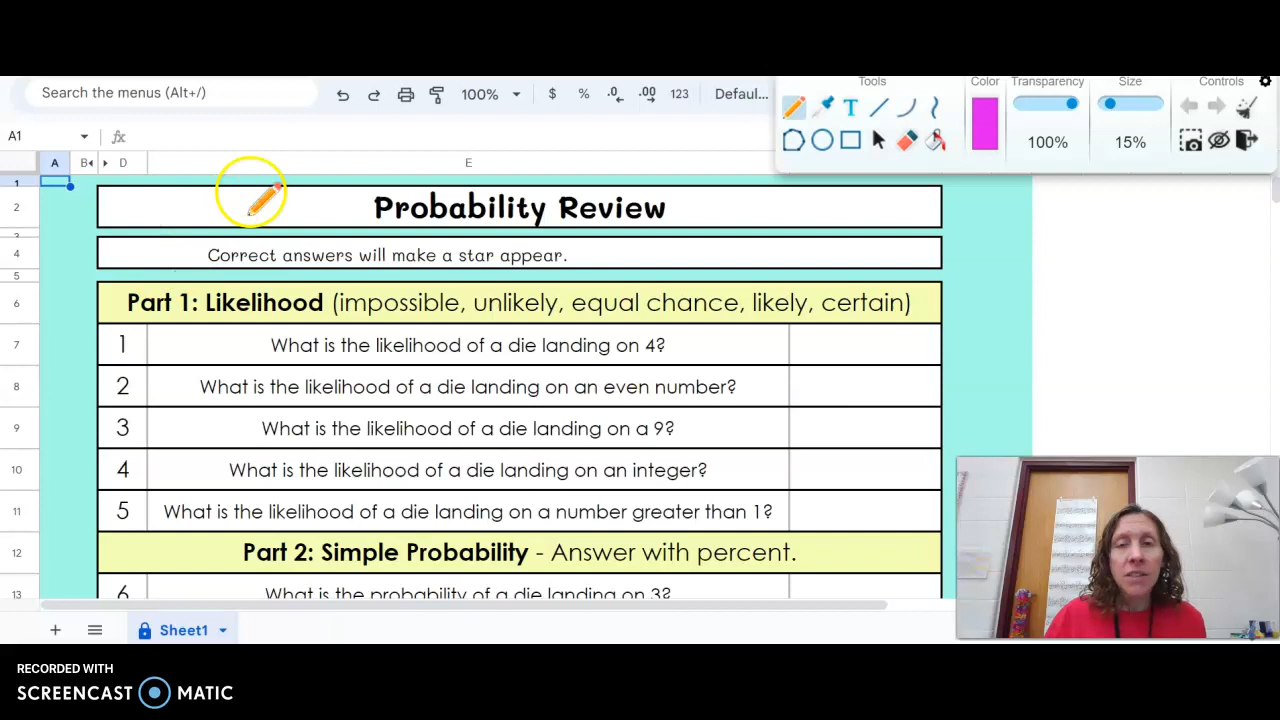 Search the menus (Alt+/)
100%
$ % .0 .00 123
Defaul...
Tools
Color
Transparency
Size
Controls
100%
15%
A1
fx
A B D E
1
2 Probability Review
3
4 Correct answers will make a star appear.
5
6 Part 1: Likelihood (impossible, unlikely, equal chance, likely, certain)
7 1 What is the likelihood of a die landing on 4?
8 2 What is the likelihood of a die landing on an even number?
9 3 What is the likelihood of a die landing on a 9?
10 4 What is the likelihood of a die landing on an integer?
11 5 What is the likelihood of a die landing on a number greater than 1?
12 Part 2: Simple Probability - Answer with percent.
13 6 What is the probability of a die landing on 3?
Sheet1
RECORDED WITH
SCREENCAST MATIC